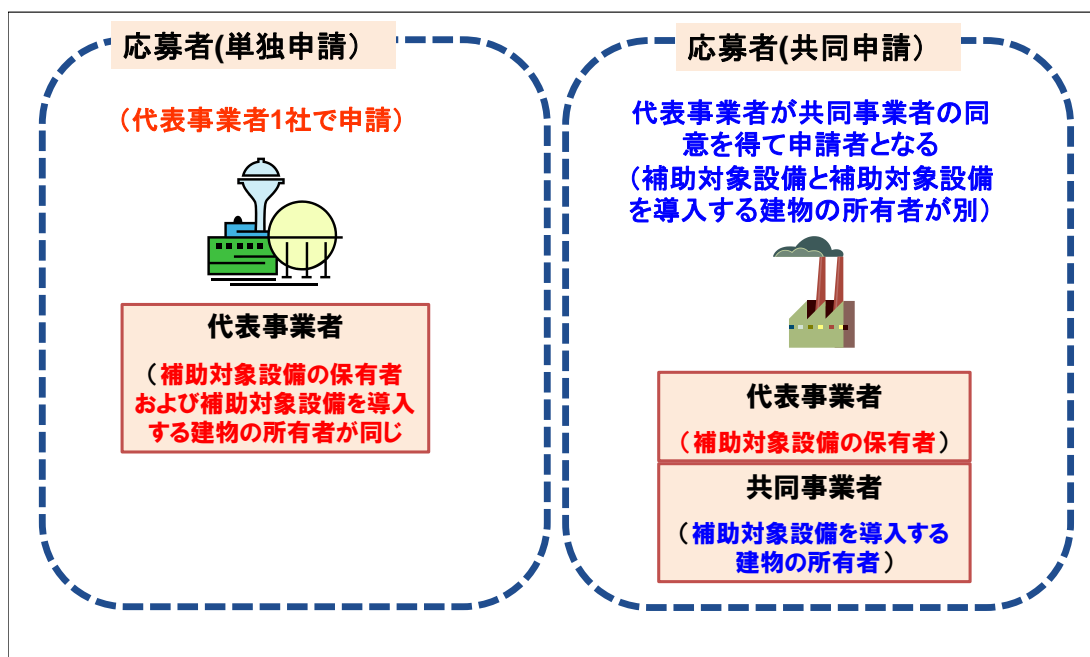 応募者(単独申請）
（代表事業者1社で申請）
代表事業者
（補助対象設備の保有者
および補助対象設備を導入
する建物の所有者が同じ
応募者(共同申請）
代表事業者が共同事業者の同
意を得て申請者となる
（補助対象設備と補助対象設備
を導入する建物の所有者が別）
代表事業者
（補助対象設備の保有者）
共同事業者
（補助対象設備を導入する
建物の所有者）